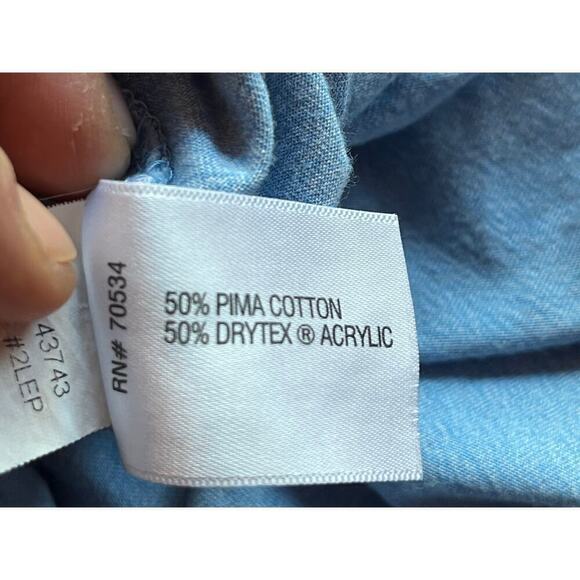 RN# 70534
50% PIMA COTTON
50% DRYTEX ® ACRYLIC
43743
#2LEP